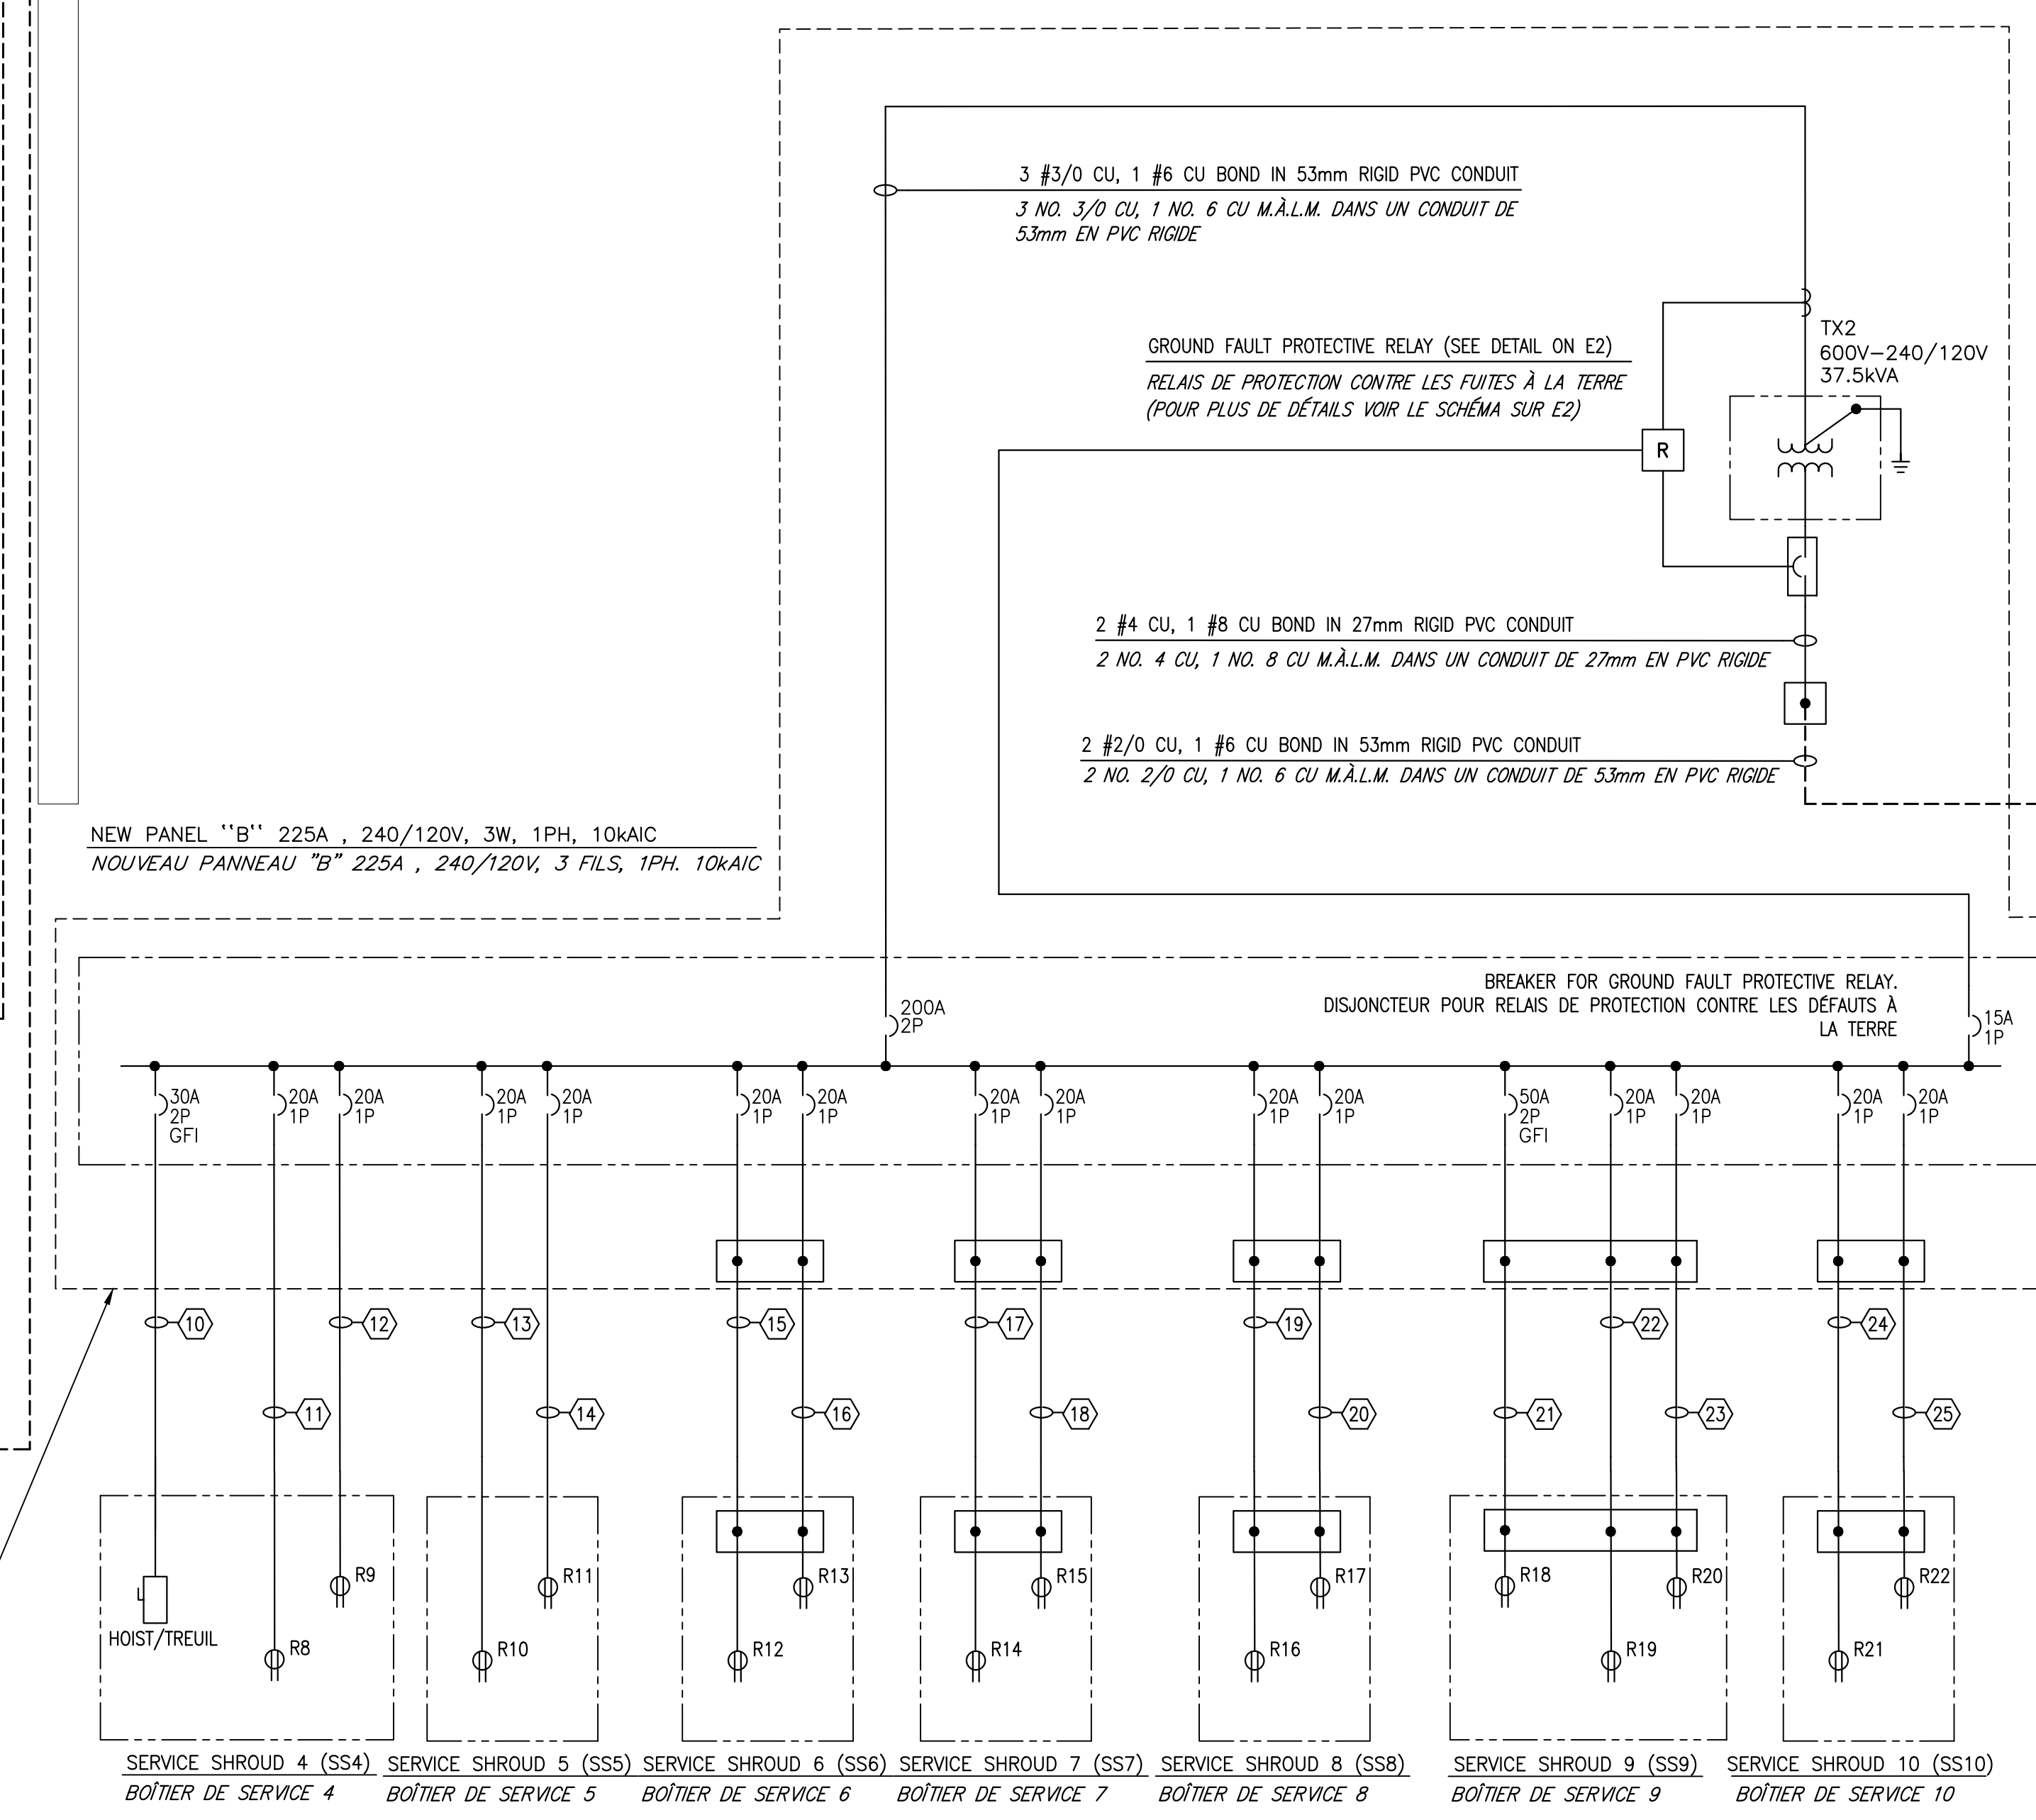 3 #3/0 CU, 1 #6 CU BOND IN 53mm RIGID PVC CONDUIT
3 NO. 3/0 CU, 1 NO. 6 CU M.À.L.M. DANS UN CONDUIT DE
53mm EN PVC RIGIDE
TX2
600V-240/120V
37.5kVA
GROUND FAULT PROTECTIVE RELAY (SEE DETAIL ON E2)
RELAIS DE PROTECTION CONTRE LES FUITES À LA TERRE
(POUR PLUS DE DÉTAILS VOIR LE SCHÉMA SUR E2)
R
2 #4 CU, 1 #8 CU BOND IN 27mm RIGID PVC CONDUIT
2 NO. 4 CU, 1 NO. 8 CU M.À.L.M. DANS UN CONDUIT DE 27mm EN PVC RIGIDE
2 #2/0 CU, 1 #6 CU BOND IN 53mm RIGID PVC CONDUIT
2 NO. 2/0 CU, 1 NO. 6 CU M.À.L.M. DANS UN CONDUIT DE 53mm EN PVC RIGIDE
NEW PANEL ‘‘B‘‘ 225A , 240/120V, 3W, 1PH, 10kAIC
NOUVEAU PANNEAU "B" 225A , 240/120V, 3 FILS, 1PH. 10kAIC
BREAKER FOR GROUND FAULT PROTECTIVE RELAY.
DISJONCTEUR POUR RELAIS DE PROTECTION CONTRE LES DÉFAUTS À
LA TERRE
200A
2P
15A
1P
30A 20A 20A 20A 20A 20A 20A 20A 20A 20A 20A 50A 20A 20A 20A 20A
2P 1P 1P 1P 1P 1P 1P 1P 1P 1P 1P 2P 1P 1P 1P 1P
GFI GFI
10 12 13 15 17 19 22 24
11 14 16 18 20 21 23 25
R9 R11 R13 R15 R17 R18 R20 R22
HOIST/TREUIL
R8 R10 R12 R14 R16 R19 R21
SERVICE SHROUD 4 (SS4)
BOÎTIER DE SERVICE 4
SERVICE SHROUD 5 (SS5)
BOÎTIER DE SERVICE 5
SERVICE SHROUD 6 (SS6)
BOÎTIER DE SERVICE 6
SERVICE SHROUD 7 (SS7)
BOÎTIER DE SERVICE 7
SERVICE SHROUD 8 (SS8)
BOÎTIER DE SERVICE 8
SERVICE SHROUD 9 (SS9)
BOÎTIER DE SERVICE 9
SERVICE SHROUD 10 (SS10)
BOÎTIER DE SERVICE 10